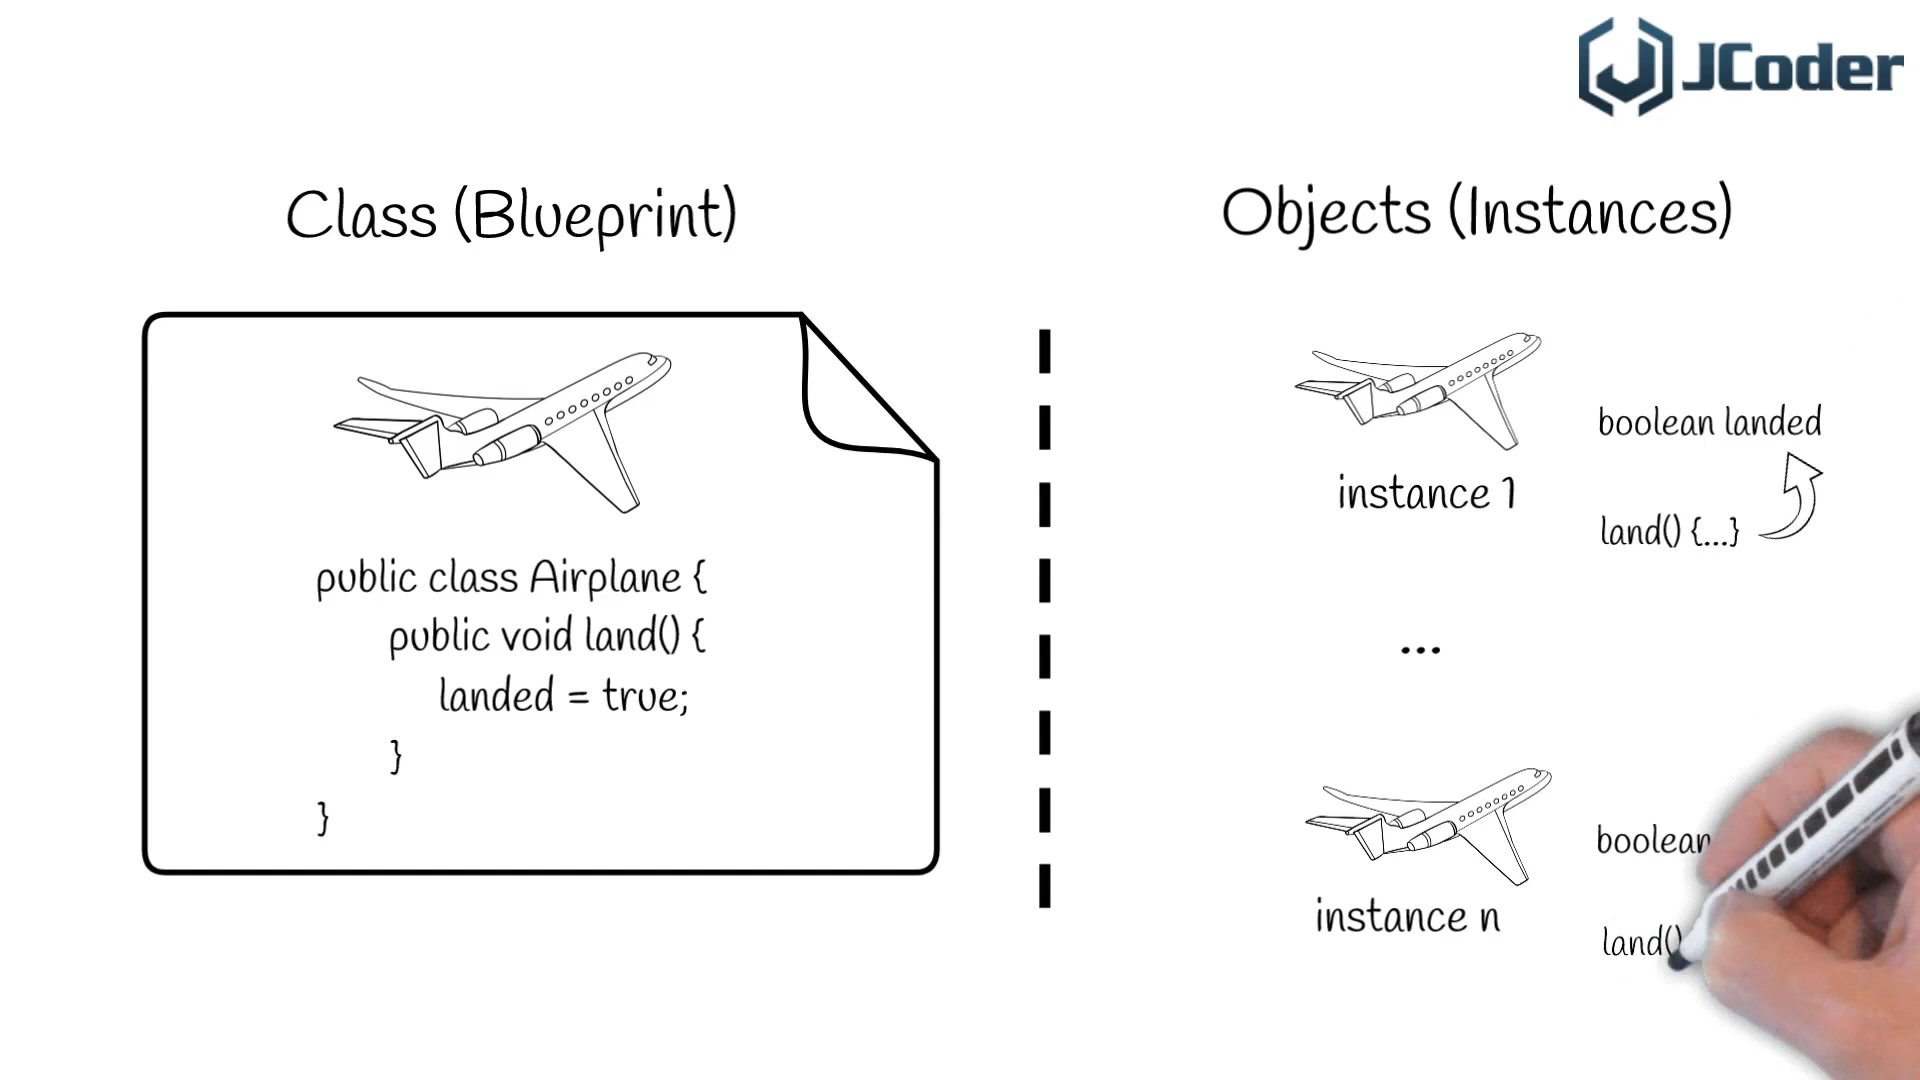 JCoder
Class (Blueprint)
Objects (Instances)
public class Airplane {
public void land() {
landed = true;
}
}
boolean landed
instance 1
land() {...}
...
boolean
instance n
land()